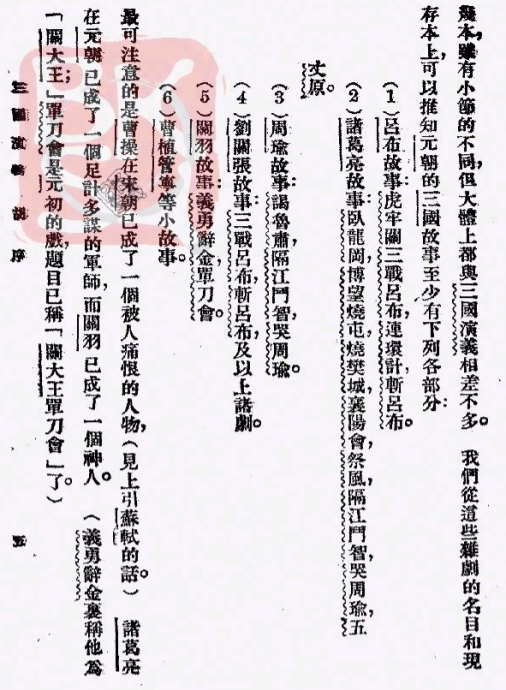 幾本，雖有小節的不同，但大體上都與三國演義相差不多。　我們從這些雜劇的名目和現
存本上，可以推知元朝的三國故事至少有下列各部分：
（1）呂布故事：虎牢關三戰呂布，連環計，斬呂布。
（2）諸葛亮故事：臥龍岡，博望燒屯，燒樊城，襄陽會，祭風，隔江鬥智，哭周瑜，五
丈原。
（3）周瑜故事：謁魯肅，隔江鬥智，哭周瑜。
（4）劉關張故事：三戰呂布，斬呂布及以上諸劇。
（5）關羽故事：義勇辭金，單刀會。
（6）曹植管寧等小故事。
最可注意的是曹操在宋朝已成了一個被人痛恨的人物，（見上引蘇軾的話。）　諸葛亮
在元朝已成了一個足計多謀的軍師，而關羽已成了一個神人。　（義勇辭金裏稱他爲
「關大王；」單刀會是元初的戲，題目已稱「關大王單刀會」了。）
三國演義　胡序　五